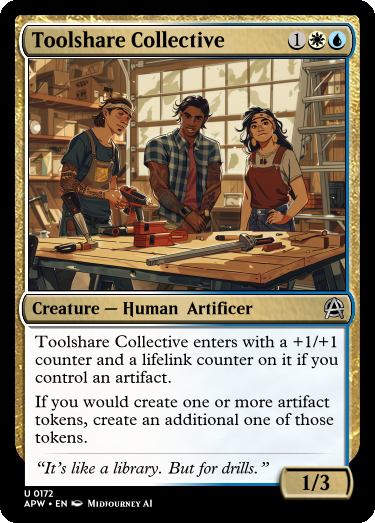 Toolshare Collective 1
Creature — Human Artificer
Toolshare Collective enters with a +1/+1
counter and a lifelink counter on it if you
control an artifact.
If you would create one or more artifact
tokens, create an additional one of those
tokens.
“It’s like a library. But for drills.”
1/3
U 0172
APW • EN Midjourney AI